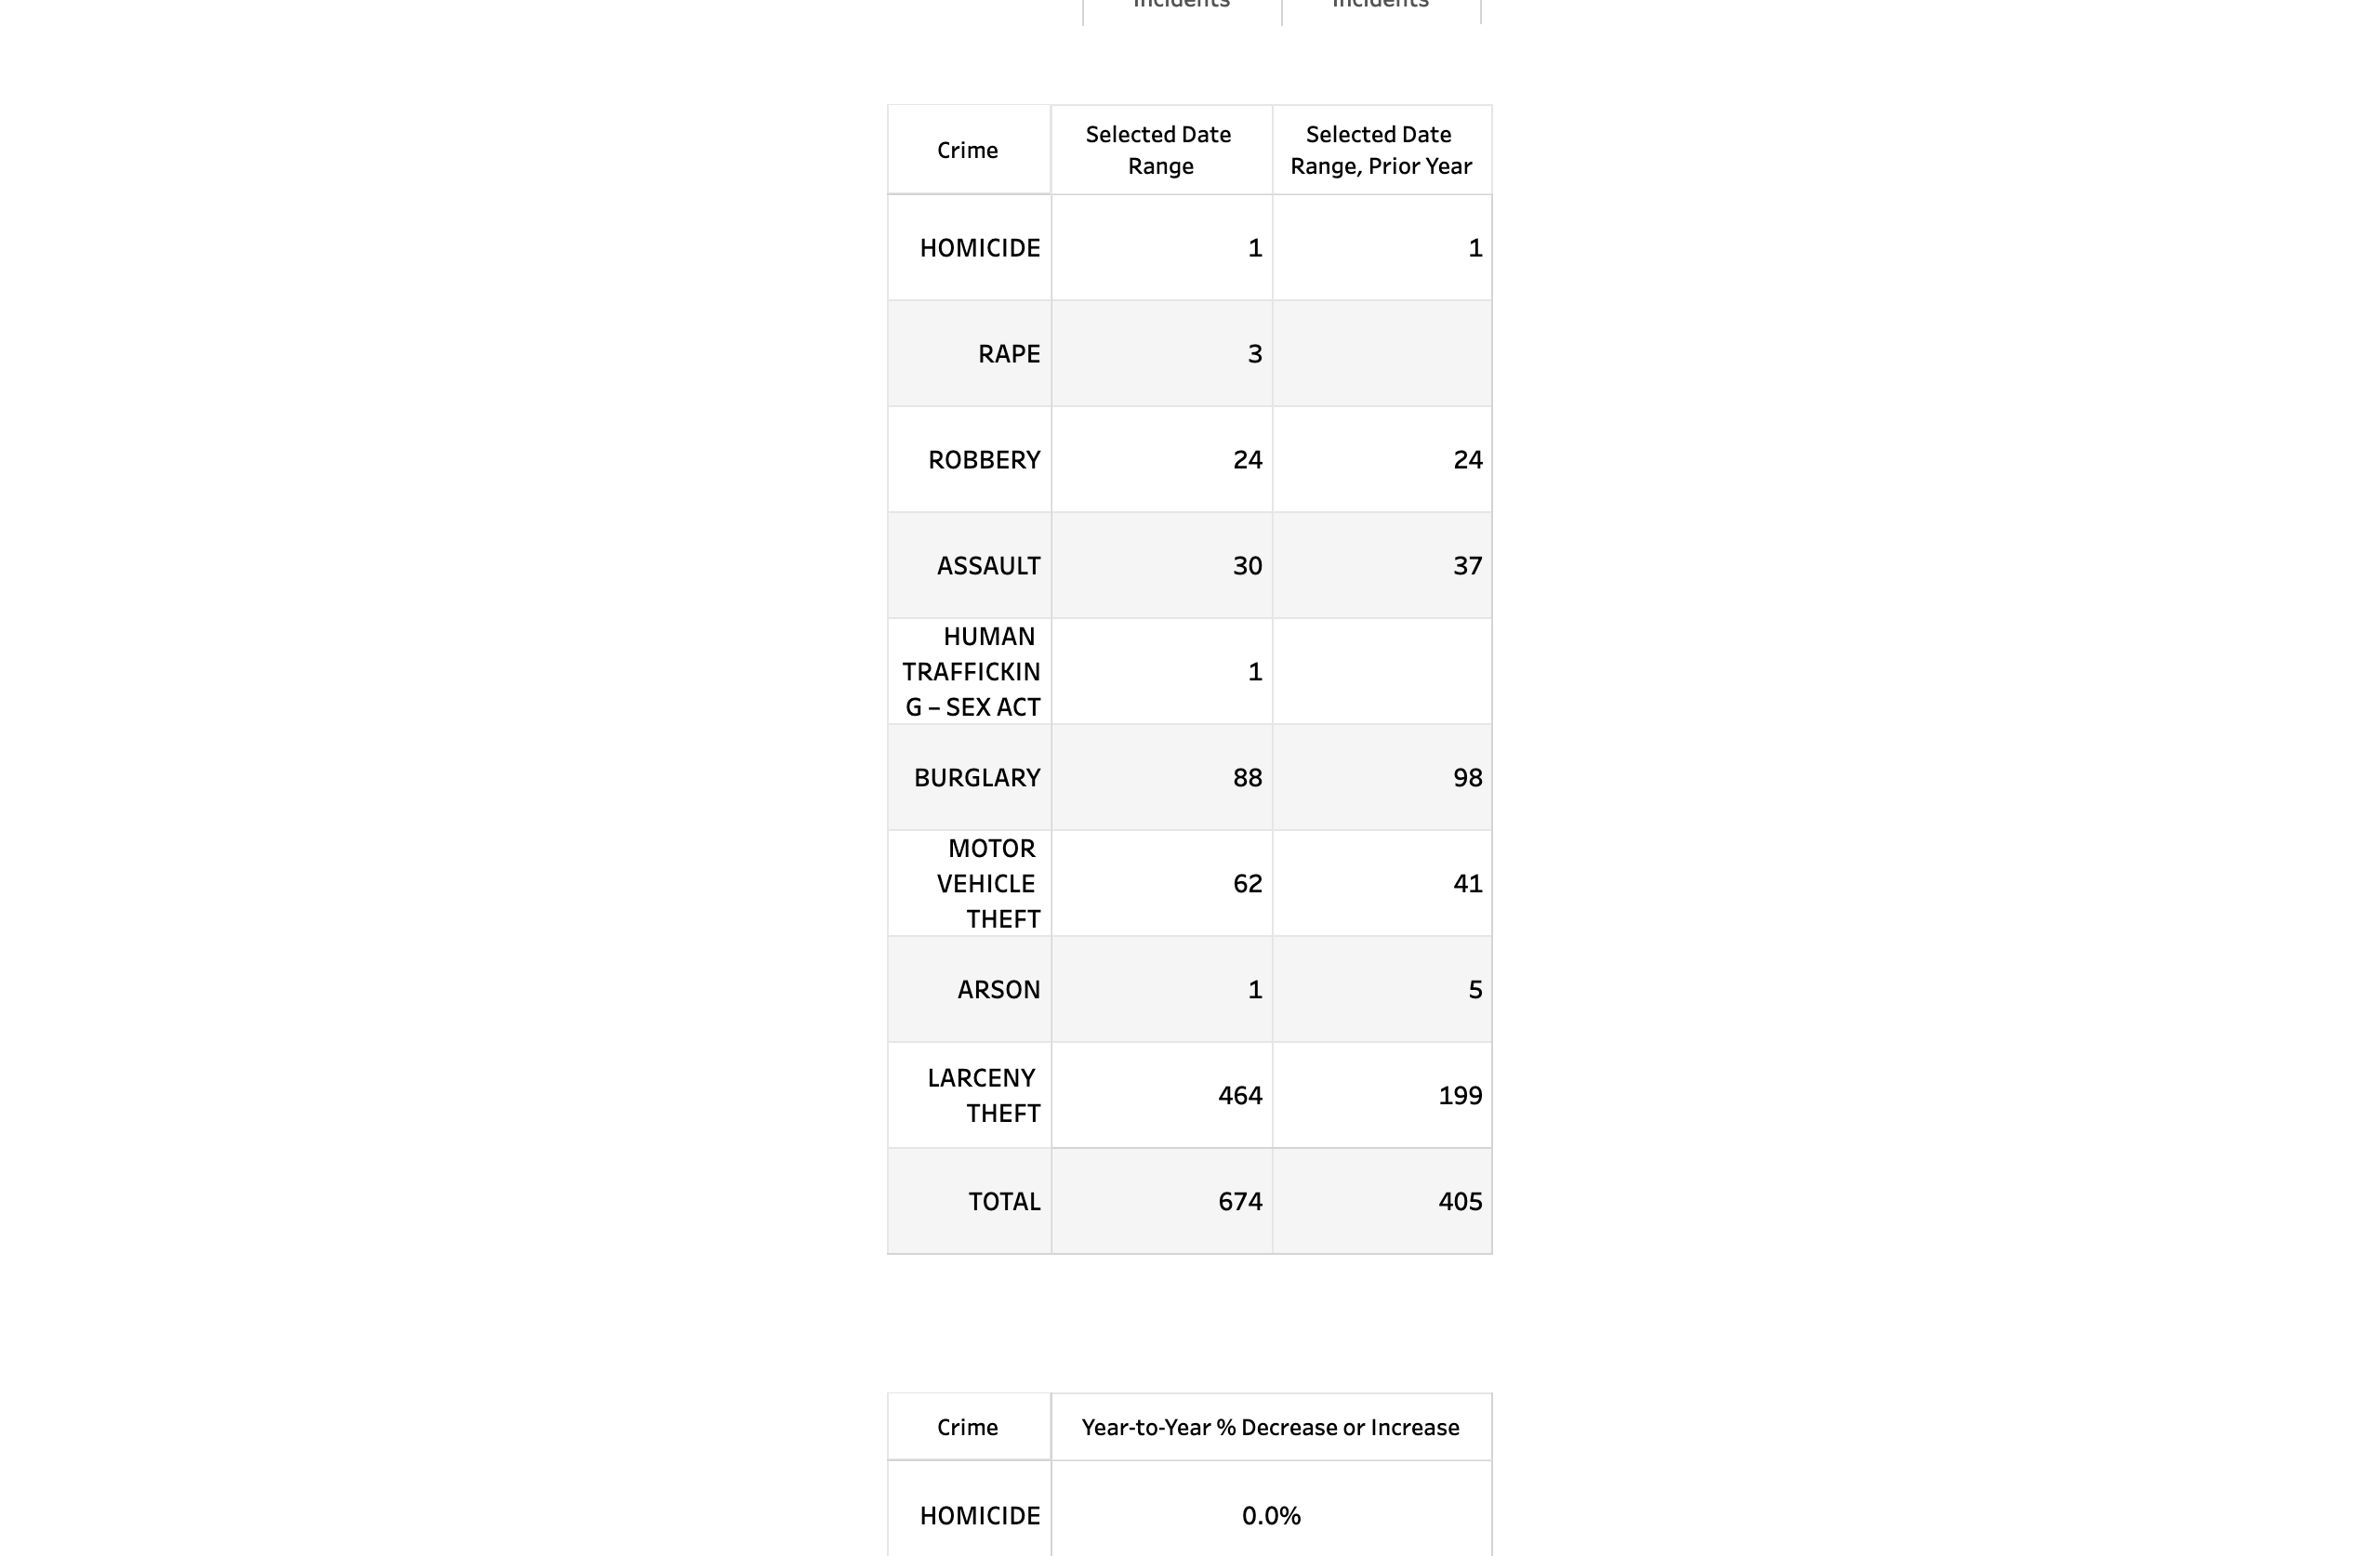 Incidents Incidents
Crime
Selected Date Range
Selected Date Range, Prior Year
HOMICIDE 1 1
RAPE 3
ROBBERY 24 24
ASSAULT 30 37
HUMAN
TRAFFICKIN 1
G – SEX ACT
BURGLARY 88 98
MOTOR
VEHICLE 62 41
THEFT
ARSON 1 5
LARCENY
THEFT
464 199
TOTAL 674 405
Crime Year-to-Year % Decrease or Increase
HOMICIDE 0.0%